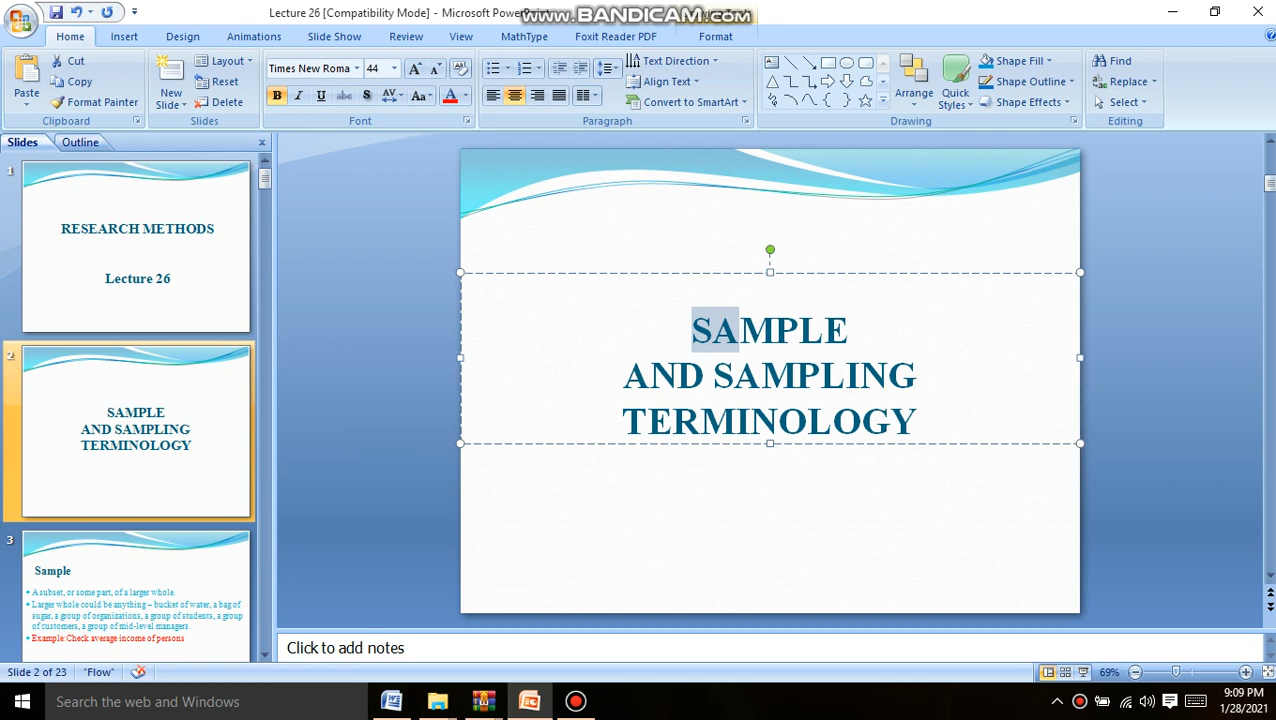 Lecture 26 [Compatibility Mode] - Microsoft PowerPoint
www.BANDICAM.com
Home Insert Design Animations Slide Show Review View MathType Foxit Reader PDF Format
Paste
Cut
Copy
Format Painter
Clipboard
New
Slide
Layout
Reset
Delete
Slides
Times New Roma 44
B I U abc S AV Aa A
Font
Text Direction
Align Text
Convert to SmartArt
Paragraph
Arrange
Quick
Styles
Shape Fill
Shape Outline
Shape Effects
Drawing
Find
Replace
Select
Editing
Slides Outline
1
RESEARCH METHODS
Lecture 26
2
SAMPLE
AND SAMPLING
TERMINOLOGY
3
Sample
A subset, or some part, of a larger whole.
Larger whole could be anything – bucket of water, a bag of
sugar, a group of organizations, a group of students, a group
of customers, a group of mid-level managers.
Example: Check average income of persons
SAMPLE
AND SAMPLING
TERMINOLOGY
Click to add notes
Slide 2 of 23 "Flow" 69%
Search the web and Windows
9:09 PM
1/28/2021